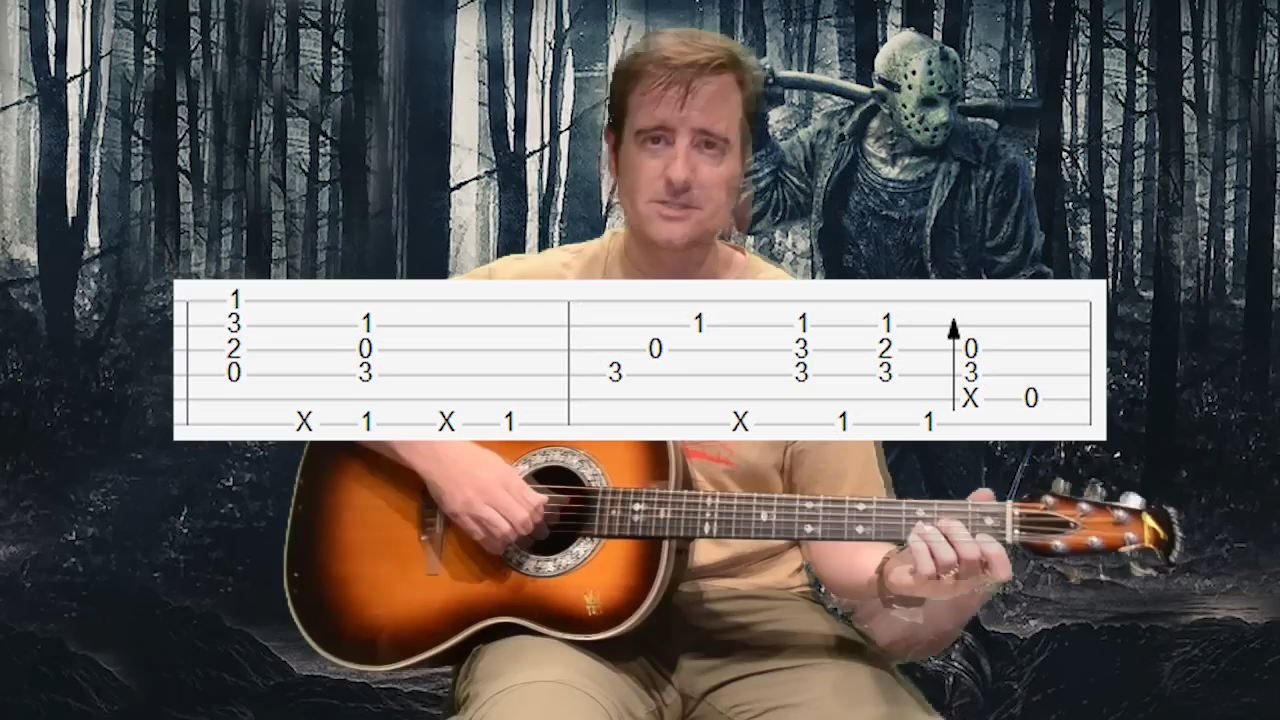 1
3 1 1 1 1
2 0 0 3 2 0
0 3 3 3 3 3
X 0
X 1 X 1 X 1 1